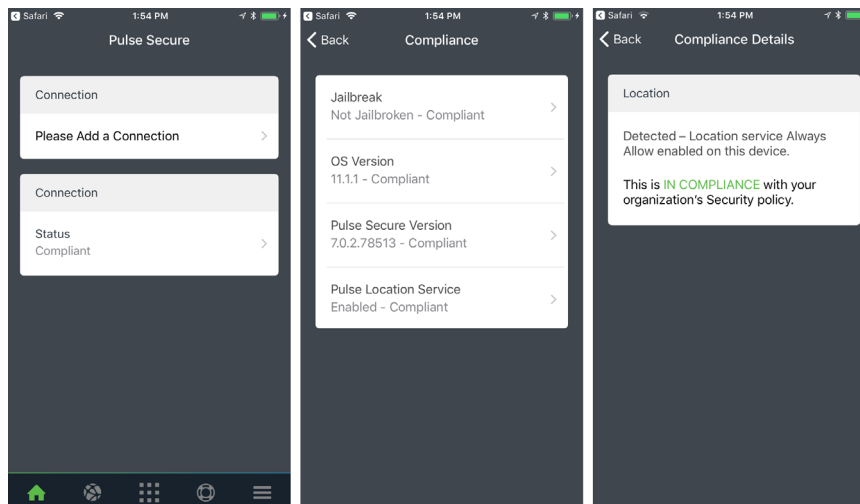 Safari 1:54 PM
Pulse Secure
Connection
Please Add a Connection
Connection
Status
Compliant
Safari 1:54 PM
Back Compliance
Jailbreak
Not Jailbroken - Compliant
OS Version
11.1.1 - Compliant
Pulse Secure Version
7.0.2.78513 - Compliant
Pulse Location Service
Enabled - Compliant
Safari 1:54 PM
Back Compliance Details
Location
Detected – Location service Always
Allow enabled on this device.
This is IN COMPLIANCE with your
organization's Security policy.